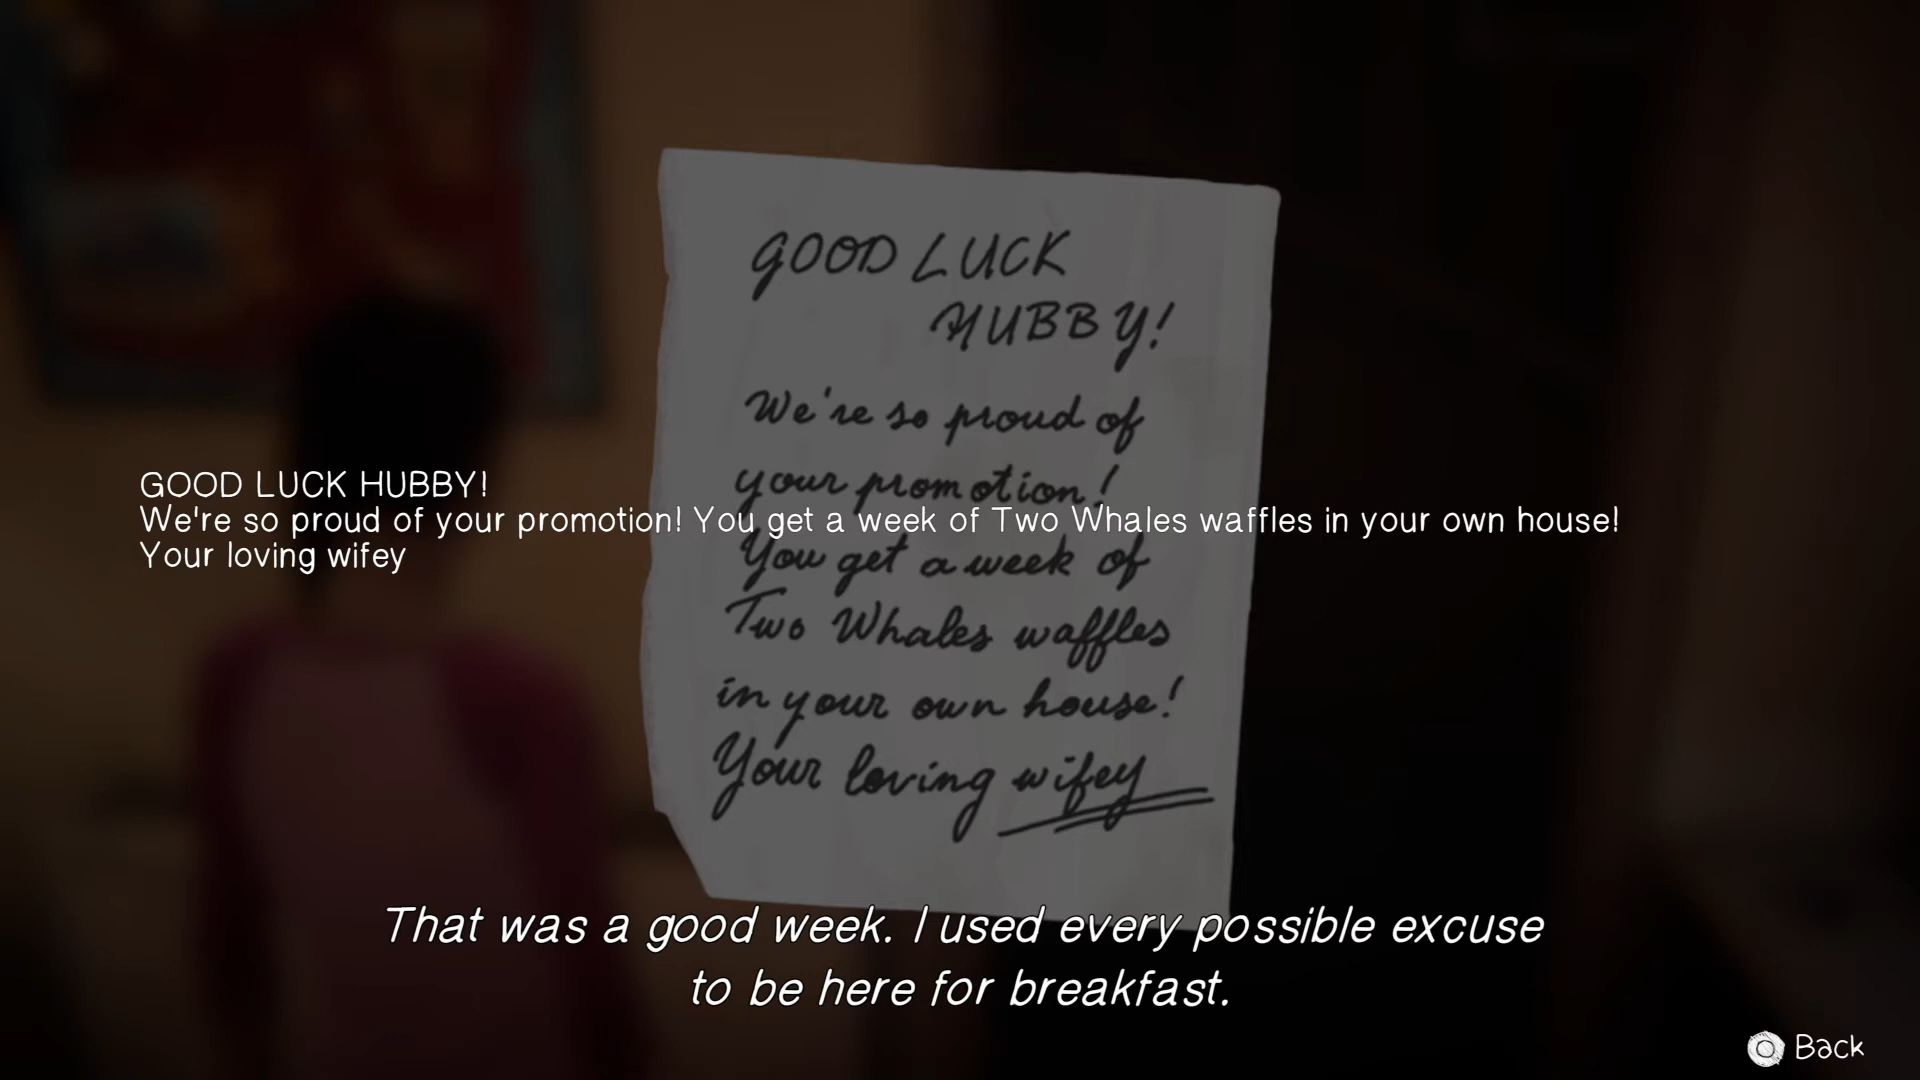 GOOD LUCK
HUBBY!
We're so proud of
your promotion!
You get a week of
Two Whales waffles
in your own house!
Your loving wifey
GOOD LUCK HUBBY!
We're so proud of your promotion! You get a week of Two Whales waffles in your own house!
Your loving wifey
That was a good week. I used every possible excuse
to be here for breakfast.
Back